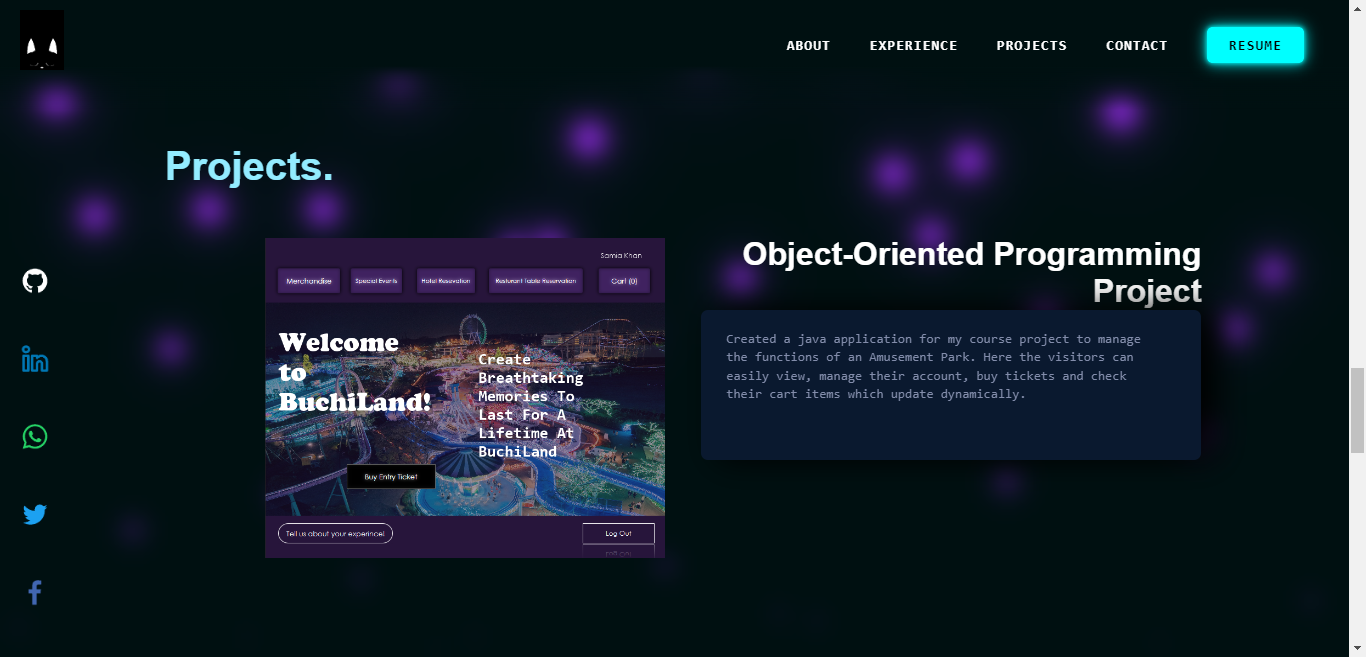 ABOUT
EXPERIENCE
PROJECTS
CONTACT
RESUME
Projects.
Samia Khan
Merchandise
Special Events
Hotel Resevation
Resturant Table Reservation
Cart (0)
Welcome
to
BuchiLand!
Create
Breathtaking
Memories To
Last For A
Lifetime At
BuchiLand
Buy Entry Ticket
Tell us about your experince!
Log Out
Object-Oriented Programming
Project
Created a java application for my course project to manage
the functions of an Amusement Park. Here the visitors can
easily view, manage their account, buy tickets and check
their cart items which update dynamically.